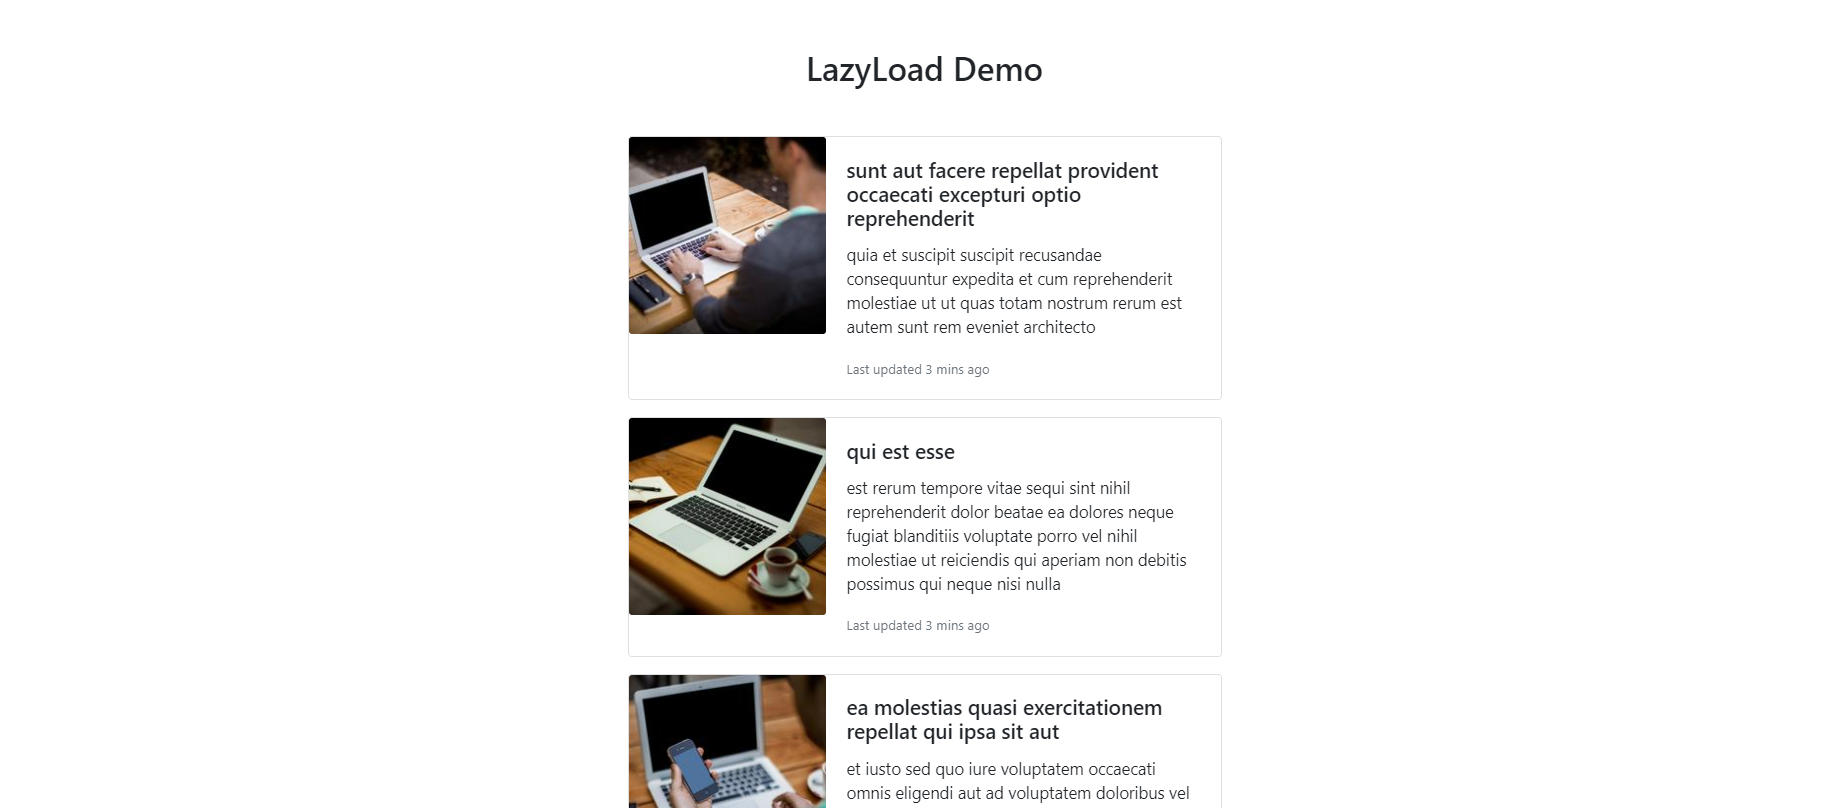 LazyLoad Demo
sunt aut facere repellat provident
occaecati excepturi optio
reprehenderit
quia et suscipit suscipit recusandae
consequuntur expedita et cum reprehenderit
molestiae ut ut quas totam nostrum rerum est
autem sunt rem eveniet architecto
Last updated 3 mins ago
qui est esse
est rerum tempore vitae sequi sint nihil
reprehenderit dolor beatae ea dolores neque
fugiat blanditiis voluptate porro vel nihil
molestiae ut reiciendis qui aperiam non debitis
possimus qui neque nisi nulla
Last updated 3 mins ago
ea molestias quasi exercitationem
repellat qui ipsa sit aut
et iusto sed quo iure voluptatem occaecati
omnis eligendi aut ad voluptatem doloribus vel